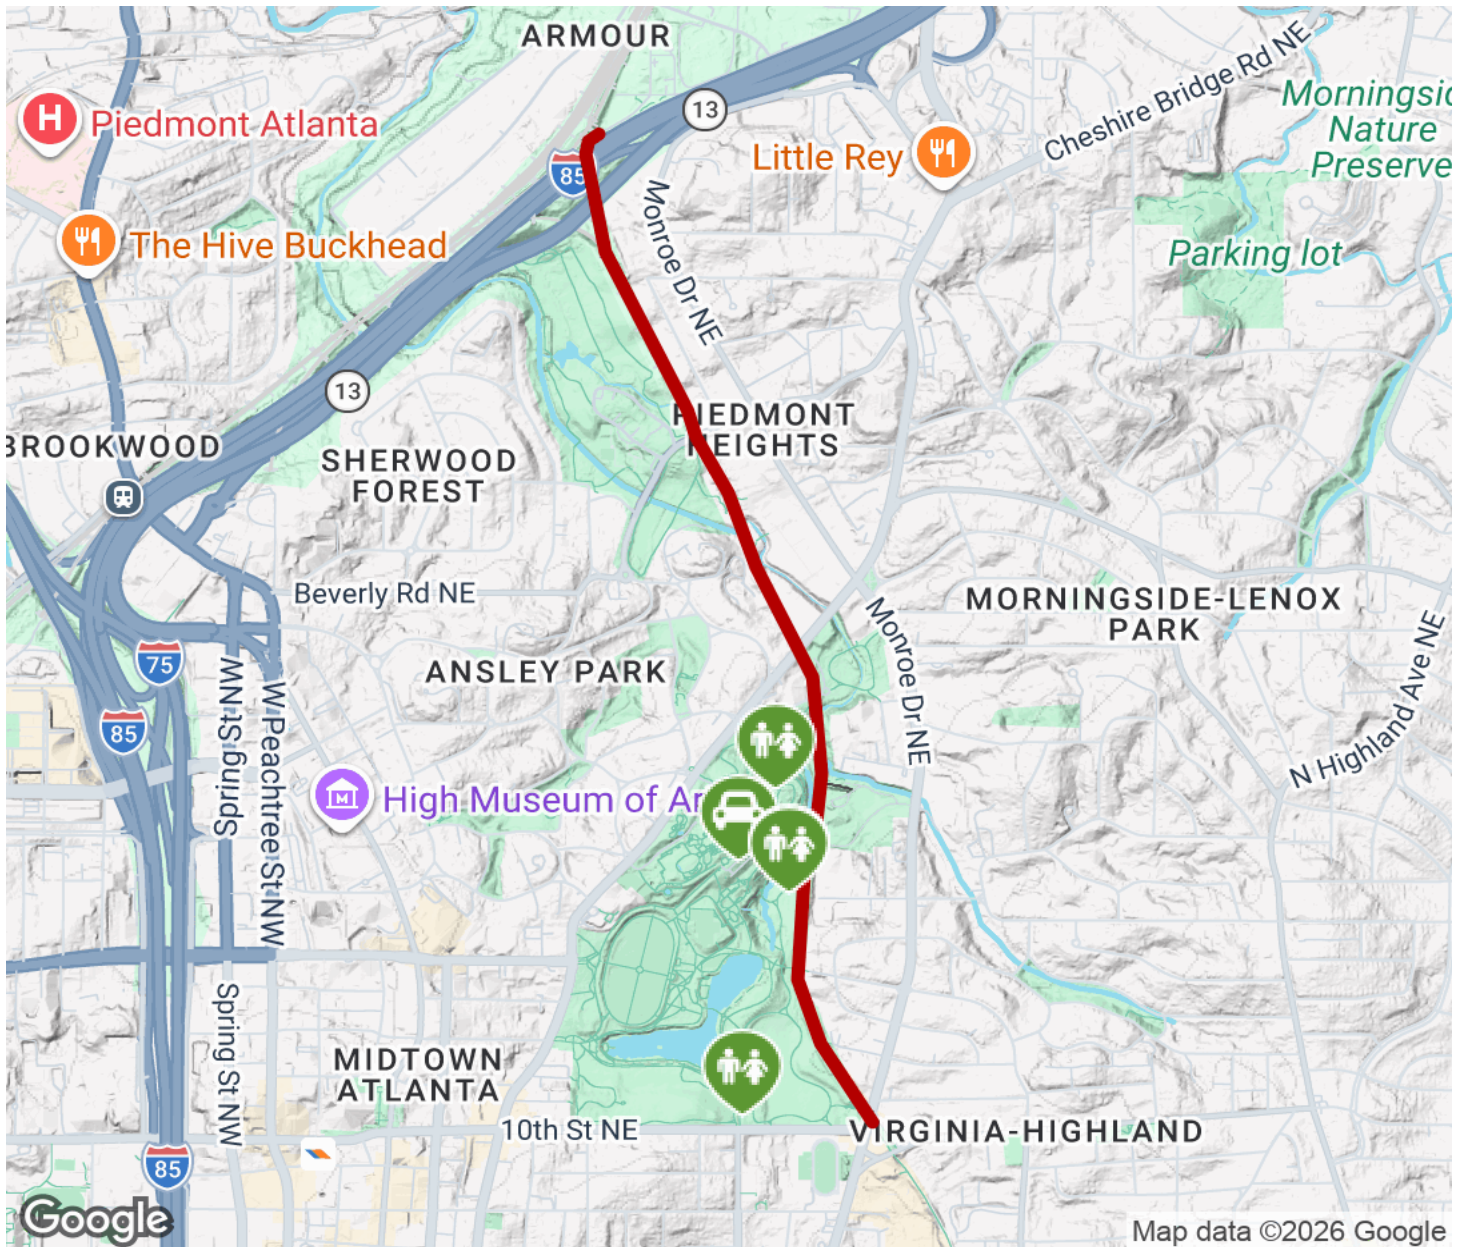 ARMOUR
13
Cheshire Bridge Rd NE
H
Piedmont Atlanta
Little Rey
Morningsid
Nature
Preserve
85
Monroe Dr NE
The Hive Buckhead
Parking lot
13
PIEDMONT
HEIGHTS
BROOKWOOD
SHERWOOD
FOREST
Beverly Rd NE
MORNINGSIDE-LENOX
PARK
Monroe Dr NE
N Highland Ave NE
75
ANSLEY PARK
85
Spring St NW
W Peachtree St NW
M
High Museum of Ar
Spring St NW
MIDTOWN
ATLANTA
10th St NE
VIRGINIA-HIGHLAND
85
Google
Map data ©2026 Google